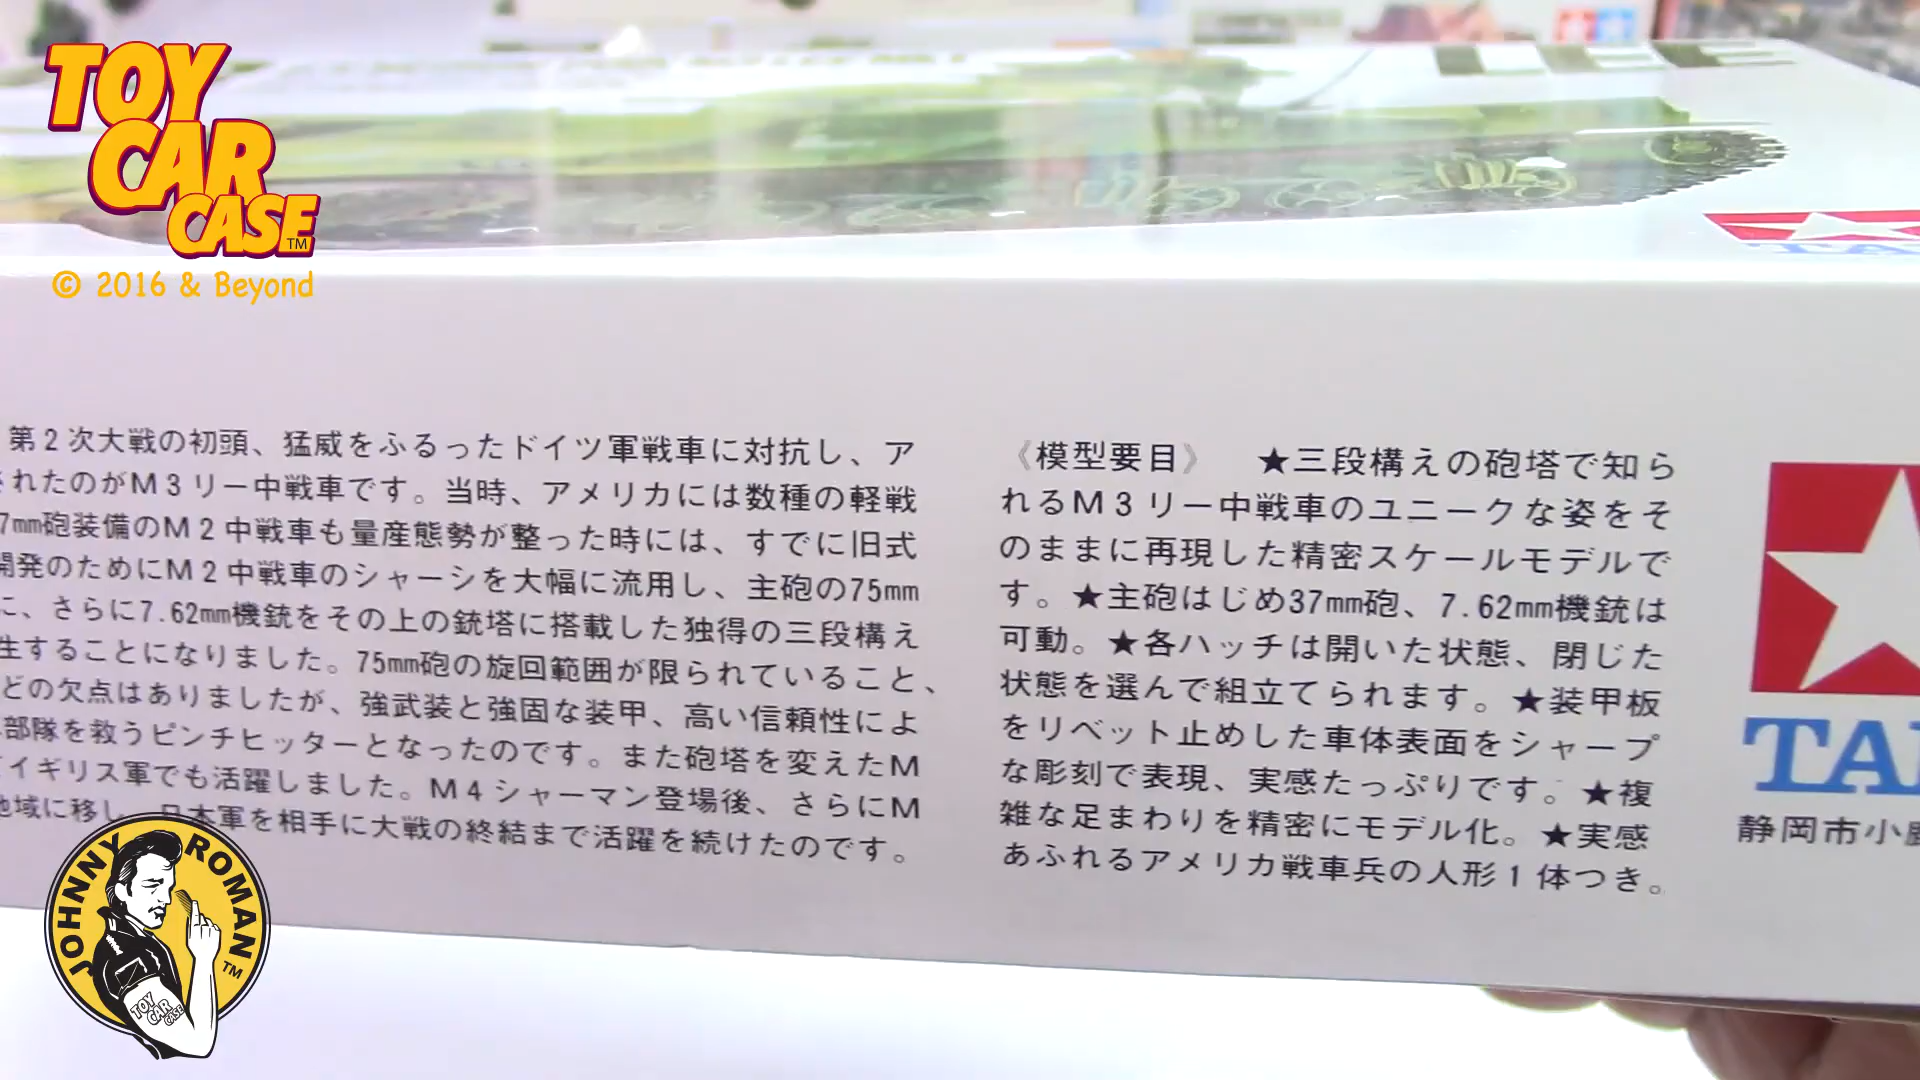 TOY
CAR
CASE
TM
© 2016 & Beyond
第2次大戦の初頭、猛威をふるったドイツ軍戦車に対抗し、ア
れたのがM3リー中戦車です。当時、アメリカには数種の軽戦
7mm砲装備のM2中戦車も量産態勢が整った時には、すでに旧式
開発のためにM2中戦車のシャーシを大幅に流用し、主砲の75mm
に、さらに7.62mm機銃をその上の銃塔に搭載した独得の三段構え
生することになりました。75mm砲の旋回範囲が限られていること、
どの欠点はありましたが、強武装と強固な装甲、高い信頼性によ
部隊を救うピンチヒッターとなったのです。また砲塔を変えたM
イギリス軍でも活躍しました。M4シャーマン登場後、さらにM
地域に移し、日本軍を相手に大戦の終結まで活躍を続けたのです。
《模型要目》 ★三段構えの砲塔で知ら
れるM3リー中戦車のユニークな姿をそ
のままに再現した精密スケールモデルで
す。★主砲はじめ37mm砲、7.62mm機銃は
可動。★各ハッチは開いた状態、閉じた
状態を選んで組立てられます。★装甲板
をリベット止めした車体表面をシャープ
な彫刻で表現、実感たっぷりです。★複
雑な足まわりを精密にモデル化。★実感
あふれるアメリカ戦車兵の人形1体つき。
TA
TA
静岡市小
JOHNNY ROMAN TM
TOY CAR CASE